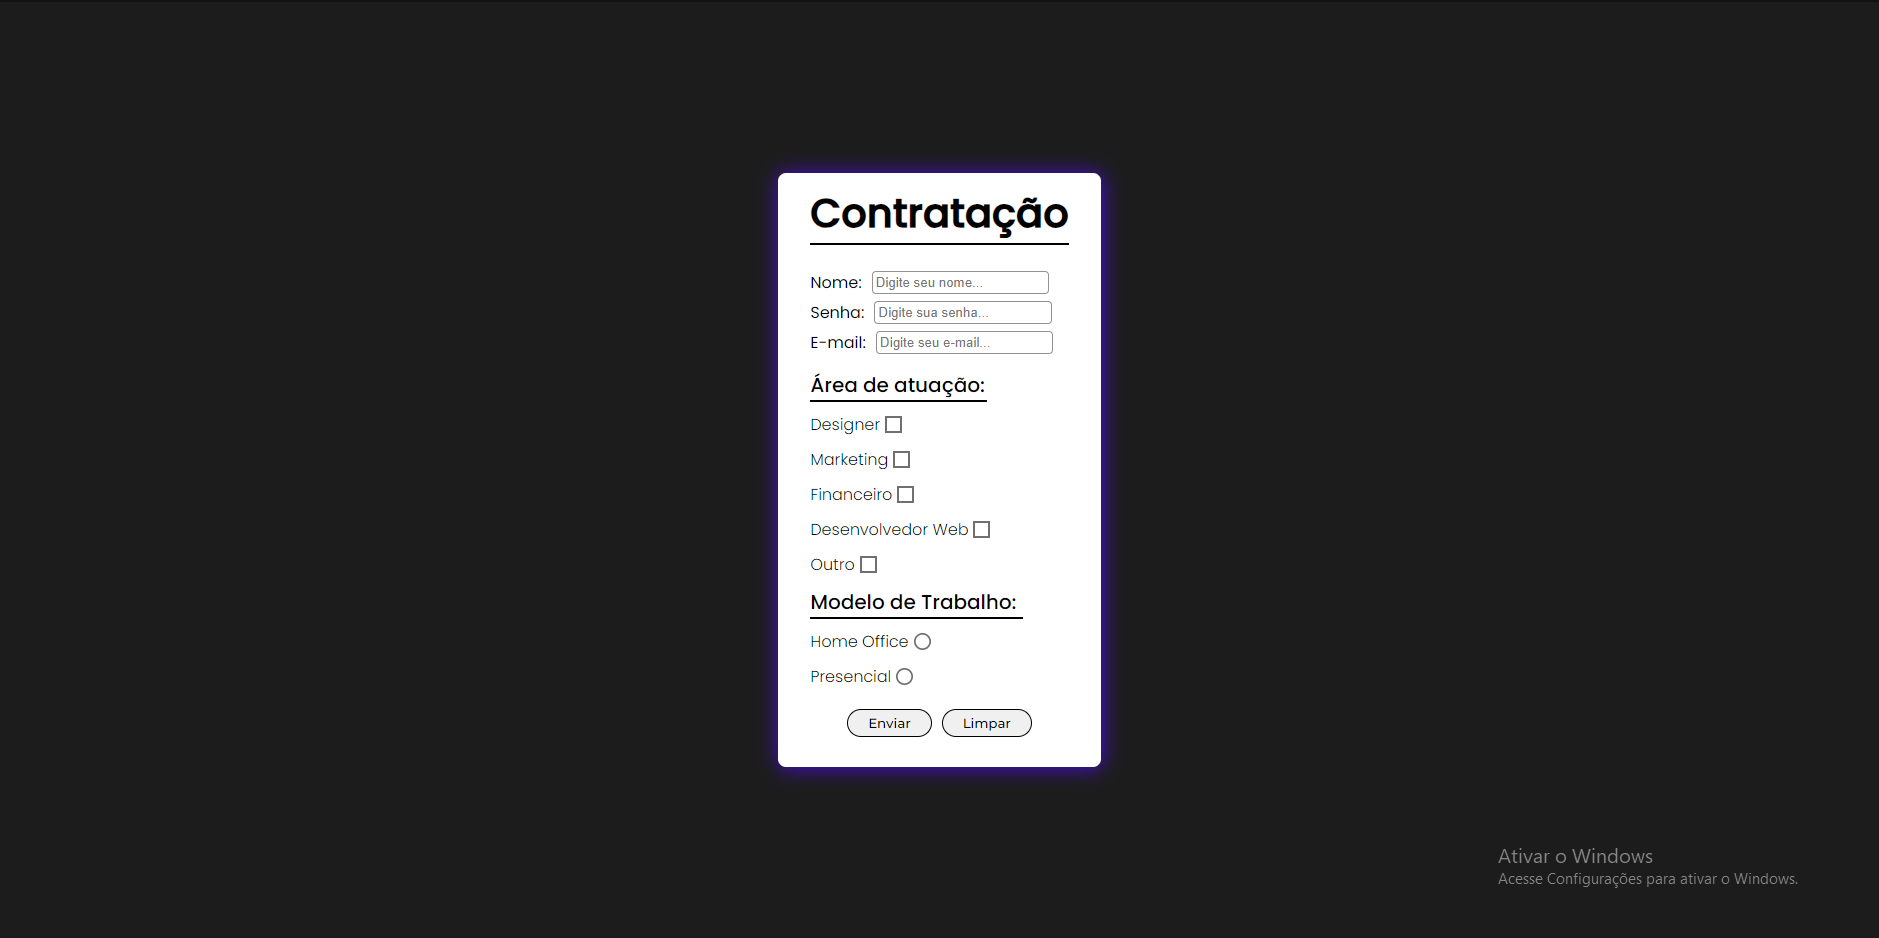 Contratação
Nome: Digite seu nome...
Senha: Digite sua senha...
E-mail: Digite seu e-mail...
Área de atuação:
Designer
Marketing
Financeiro
Desenvolvedor Web
Outro
Modelo de Trabalho:
Home Office
Presencial
Enviar Limpar
Ativar o Windows
Acesse Configurações para ativar o Windows.